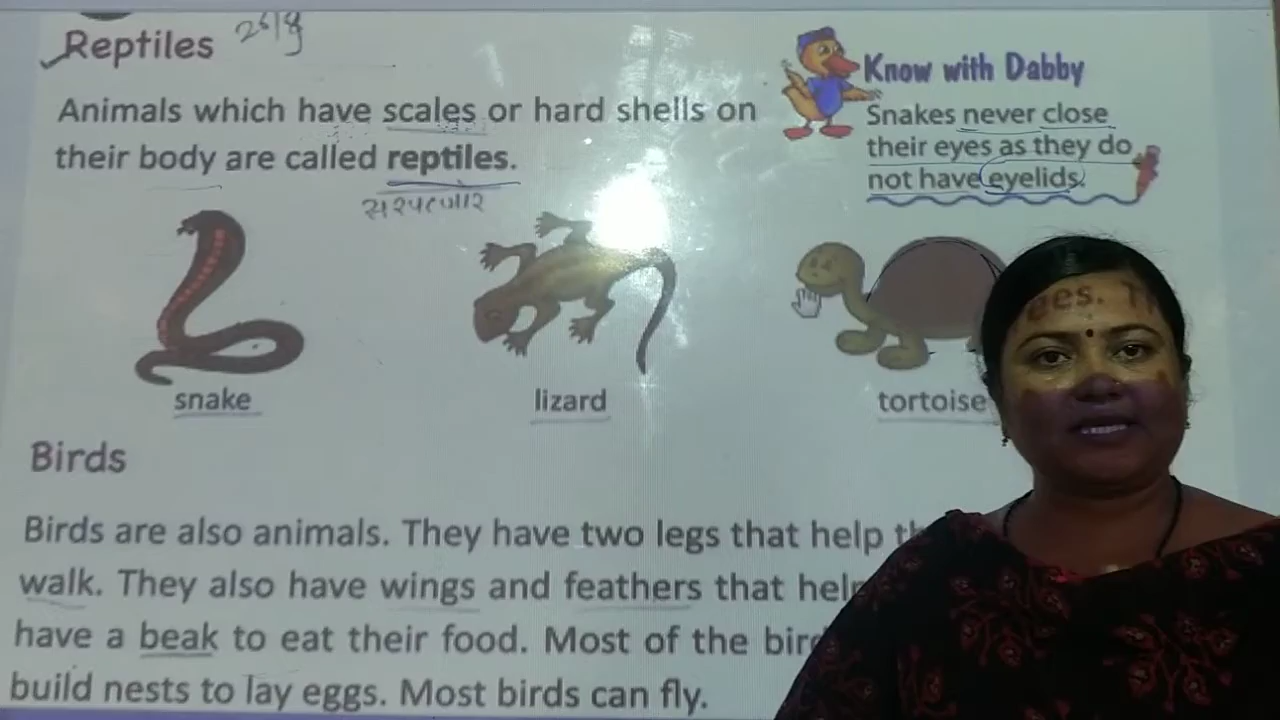 Reptiles 26/8
Animals which have scales or hard shells on
their body are called reptiles.
Know with Dabby
Snakes never close
their eyes as they do
not have eyelids.
snake
lizard
tortoise
Birds
Birds are also animals. They have two legs that help
walk. They also have wings and feathers that
have a beak to eat their food. Most of the
build nests to lay eggs. Most birds can fly.